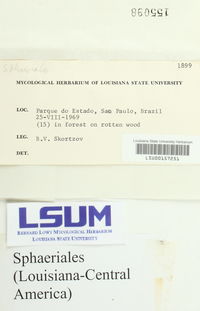 155098
Sphaeriales
1899
MYCOLOGICAL HERBARIUM OF LOUISIANA STATE UNIVERSITY
LOC. Parque do Estado, Sao Paulo, Brazil
25-VIII-1969
(15) in forest on rotten wood
LEG. B.V. Skortzov
DET.
Louisiana State University Herbarium
LSU00157251
LSUM
BERNARD LOWY MYCOLOGICAL HERBARIUM
LOUISIANA STATE UNIVERSITY
Sphaeriales
(Louisiana-Central
America)